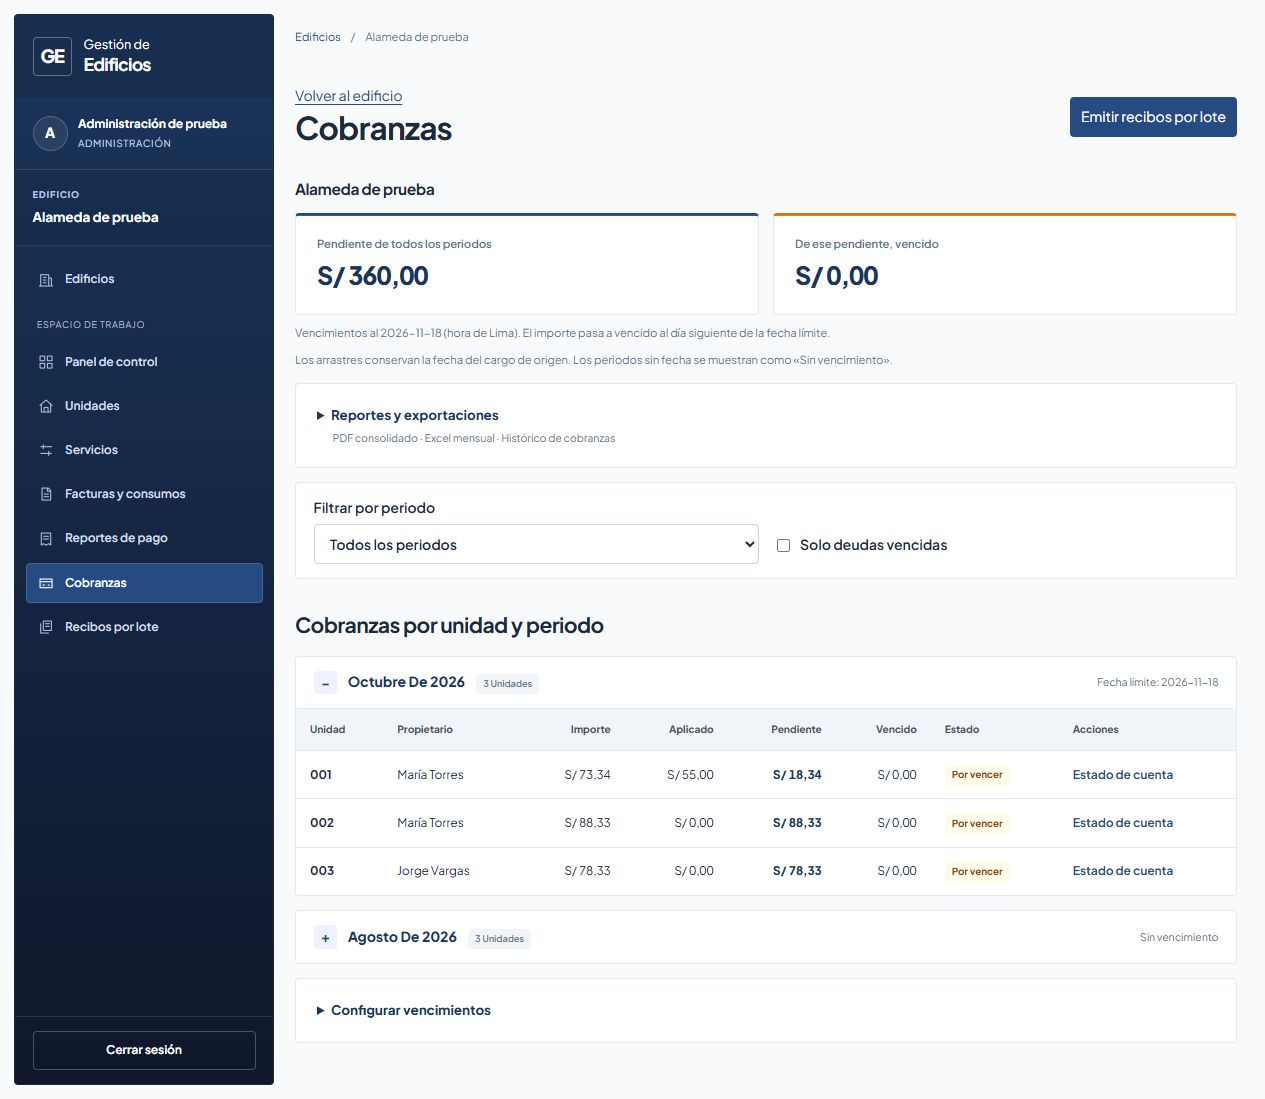 GE
Gestión de
Edificios
A
Administración de prueba
ADMINISTRACIÓN
EDIFICIO
Alameda de prueba
Edificios
ESPACIO DE TRABAJO
Panel de control
Unidades
Servicios
Facturas y consumos
Reportes de pago
Cobranzas
Recibos por lote
Cerrar sesión
Edificios / Alameda de prueba
Volver al edificio
Cobranzas
Emitir recibos por lote
Alameda de prueba
Pendiente de todos los periodos
S/ 360,00
De ese pendiente, vencido
S/ 0,00
Vencimientos al 2026-11-18 (hora de Lima). El importe pasa a vencido al día siguiente de la fecha límite.
Los arrastres conservan la fecha del cargo de origen. Los periodos sin fecha se muestran como «Sin vencimiento».
Reportes y exportaciones
PDF consolidado · Excel mensual · Histórico de cobranzas
Filtrar por periodo
Todos los periodos
Solo deudas vencidas
Cobranzas por unidad y periodo
- Octubre De 2026 3 Unidades Fecha límite: 2026-11-18
Unidad Propietario Importe Aplicado Pendiente Vencido Estado Acciones
001 María Torres S/ 73,34 S/ 55,00 S/ 18,34 S/ 0,00 Por vencer Estado de cuenta
002 María Torres S/ 88,33 S/ 0,00 S/ 88,33 S/ 0,00 Por vencer Estado de cuenta
003 Jorge Vargas S/ 78,33 S/ 0,00 S/ 78,33 S/ 0,00 Por vencer Estado de cuenta
+ Agosto De 2026 3 Unidades Sin vencimiento
Configurar vencimientos